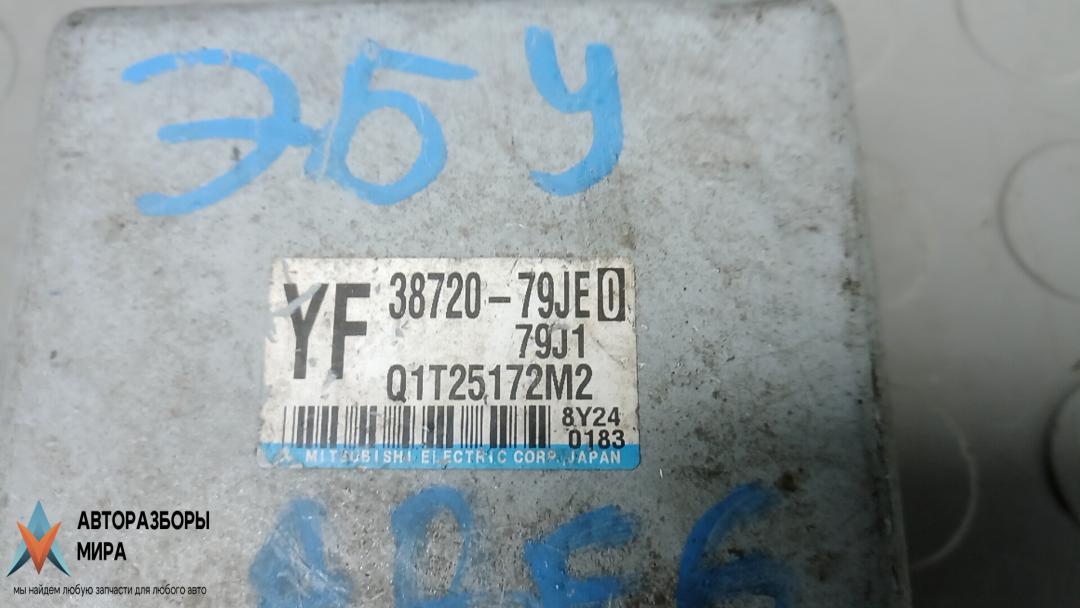 ЭБУ
YF 38720-79JE0
79J1
Q1T25172M2
8Y24
0183
MITSUBISHI ELECTRIC CORP. JAPAN
АВТОРАЗБОРЫ
МИРА
мы найдем любую запчасти для любого авто